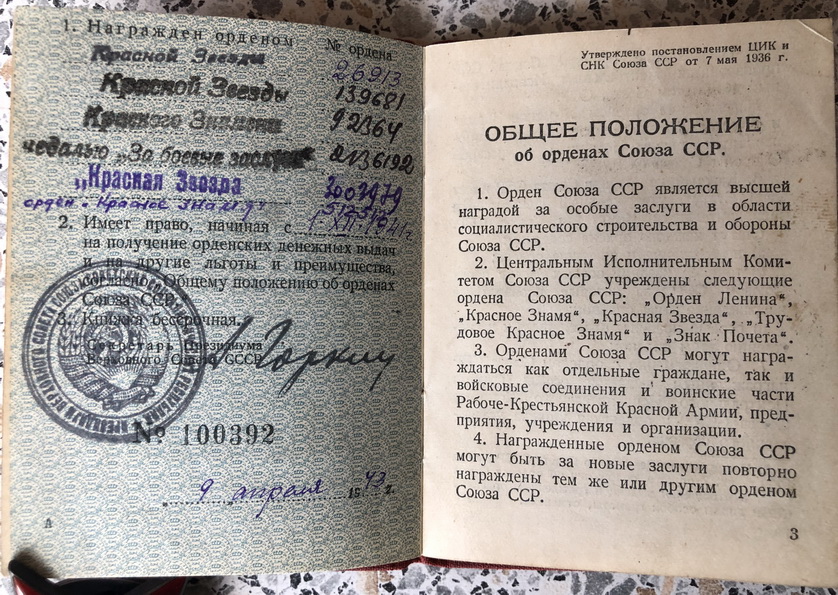 1. Награжден орденом № ордена
Красной Звезды 26913
Красной Звезды 139681
Красного Знамени 92364
медалью „За боевые заслуги" 2136192
„Красная Звезда
орден „Красное Знамя"
2. Имеет право, начиная с
на получение орденских денежных выдач
и на другие льготы и преимущества,
согласно Общему положению об орденах
Союза ССР.
3. Книжка бессрочная.
Секретарь Президиума
Верховного Совета СССР
А Горкин
№ 100392
„ 9 „ апреля 1943 г.
А
Утверждено постановлением ЦИК и
СНК Союза ССР от 7 мая 1936 г.
ОБЩЕЕ ПОЛОЖЕНИЕ
об орденах Союза ССР.
1. Орден Союза ССР является высшей
наградой за особые заслуги в области
социалистического строительства и обороны
Союза ССР.
2. Центральным Исполнительным Коми-
тетом Союза ССР учреждены следующие
ордена Союза ССР: „Орден Ленина",
„Красное Знамя", „Красная Звезда", „Тру-
довое Красное Знамя" и „Знак Почета".
3. Орденами Союза ССР могут награ-
ждаться как отдельные граждане, так и
войсковые соединения и воинские части
Рабоче-Крестьянской Красной Армии, пред-
приятия, учреждения и организации.
4. Награжденные орденом Союза ССР
могут быть за новые заслуги повторно
награждены тем же или другим орденом
Союза ССР.
3